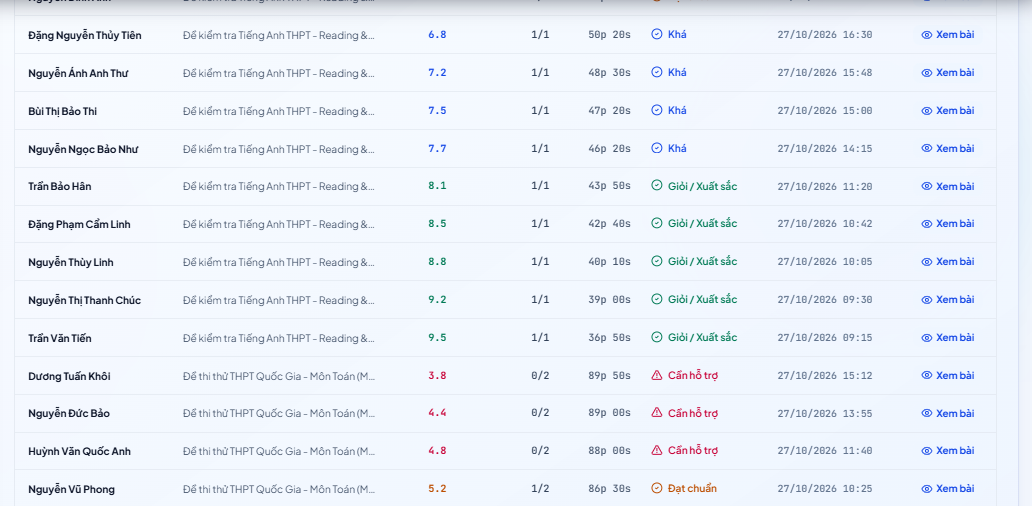 Đặng Nguyễn Thủy Tiên Đề kiểm tra Tiếng Anh THPT - Reading &... 6.8 1/1 50p 20s Khá 27/10/2026 16:30 Xem bài
Nguyễn Ánh Anh Thư Đề kiểm tra Tiếng Anh THPT - Reading &... 7.2 1/1 48p 30s Khá 27/10/2026 15:48 Xem bài
Bùi Thị Bảo Thi Đề kiểm tra Tiếng Anh THPT - Reading &... 7.5 1/1 47p 20s Khá 27/10/2026 15:00 Xem bài
Nguyễn Ngọc Bảo Như Đề kiểm tra Tiếng Anh THPT - Reading &... 7.7 1/1 46p 20s Khá 27/10/2026 14:15 Xem bài
Trần Bảo Hân Đề kiểm tra Tiếng Anh THPT - Reading &... 8.1 1/1 43p 50s Giỏi / Xuất sắc 27/10/2026 11:20 Xem bài
Đặng Phạm Cẩm Linh Đề kiểm tra Tiếng Anh THPT - Reading &... 8.5 1/1 42p 40s Giỏi / Xuất sắc 27/10/2026 10:42 Xem bài
Nguyễn Thùy Linh Đề kiểm tra Tiếng Anh THPT - Reading &... 8.8 1/1 40p 10s Giỏi / Xuất sắc 27/10/2026 10:05 Xem bài
Nguyễn Thị Thanh Chúc Đề kiểm tra Tiếng Anh THPT - Reading &... 9.2 1/1 39p 00s Giỏi / Xuất sắc 27/10/2026 09:30 Xem bài
Trần Văn Tiến Đề kiểm tra Tiếng Anh THPT - Reading &... 9.5 1/1 36p 50s Giỏi / Xuất sắc 27/10/2026 09:15 Xem bài
Dương Tuấn Khôi Đề thi thử THPT Quốc Gia - Môn Toán (M... 3.8 0/2 89p 50s Cần hỗ trợ 27/10/2026 15:12 Xem bài
Nguyễn Đức Bảo Đề thi thử THPT Quốc Gia - Môn Toán (M... 4.4 0/2 89p 00s Cần hỗ trợ 27/10/2026 13:55 Xem bài
Huỳnh Văn Quốc Anh Đề thi thử THPT Quốc Gia - Môn Toán (M... 4.8 0/2 88p 00s Cần hỗ trợ 27/10/2026 11:40 Xem bài
Nguyễn Vũ Phong Đề thi thử THPT Quốc Gia - Môn Toán (M... 5.2 1/2 86p 30s Đạt chuẩn 27/10/2026 10:25 Xem bài